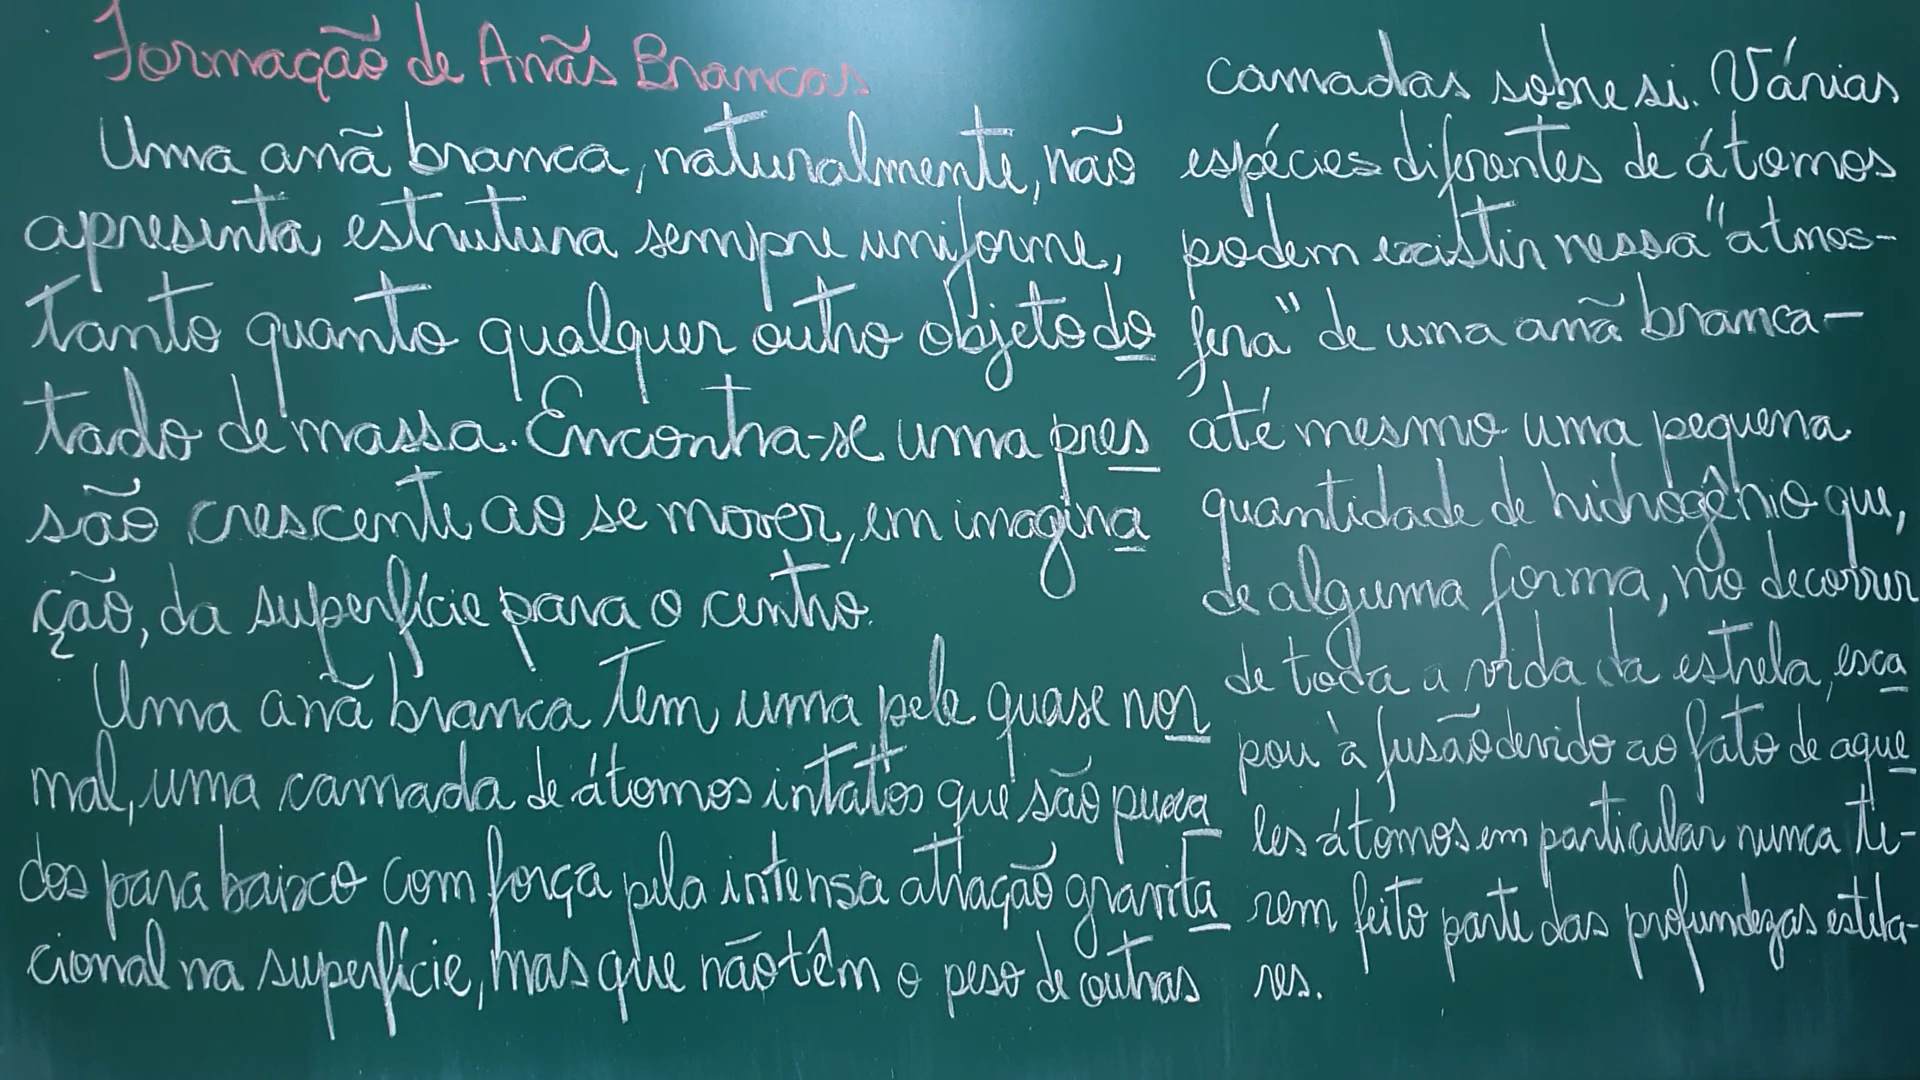 Formação de Anãs Brancas
Uma anã branca, naturalmente, não
apresenta estrutura sempre uniforme,
tanto quanto qualquer outro objeto do
tado de massa. Encontra-se uma pres
são crescente ao se mover, em imagina
ção, da superfície para o centro.
Uma anã branca tem uma pele quase nor
mal, uma camada de átomos intatos que são puxa
dos para baixo com força pela intensa atração gravita
cional na superfície, mas que não têm o peso de outras
camadas sobre si. Várias
espécies diferentes de átomos
podem existir nessa "atmos-
fera" de uma anã branca-
até mesmo uma pequena
quantidade de hidrogênio que,
de alguma forma, no decorrer
de toda a vida da estrela, esca
pou à fusão devido ao fato de aque
les átomos em particular nunca ti-
rem feito parte das profundezas estela-
res.